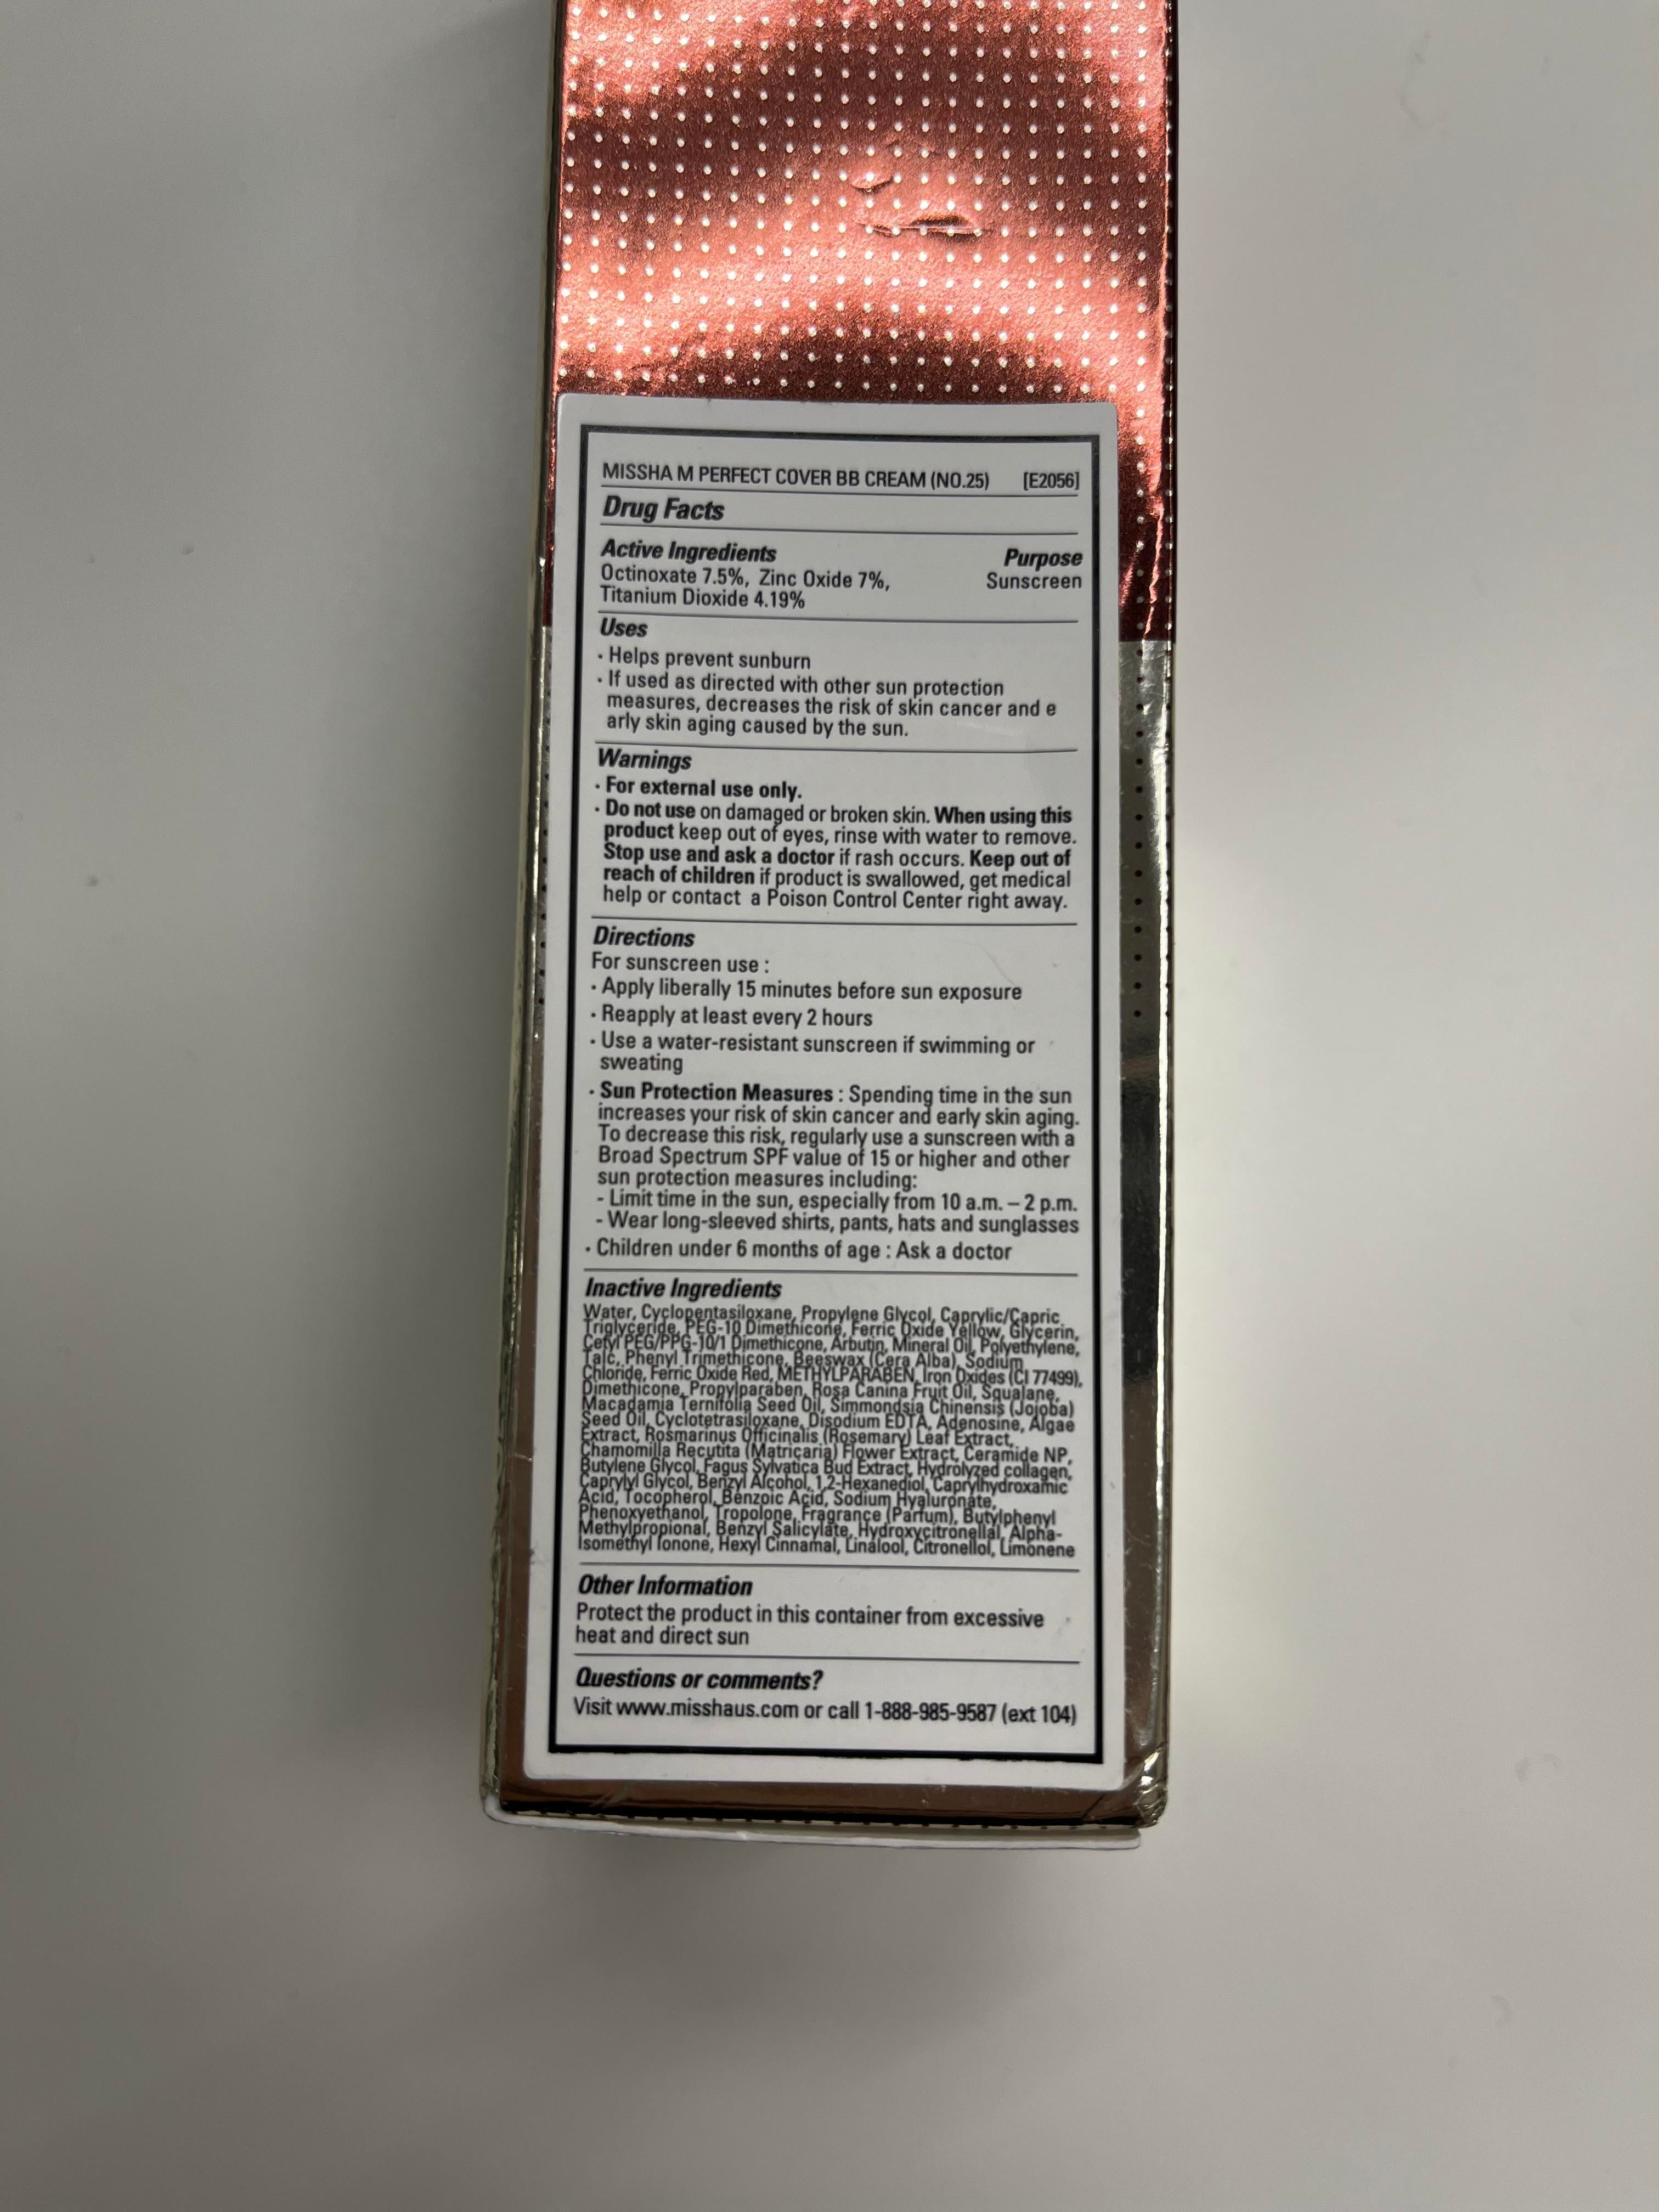 MISSHA M PERFECT COVER BB CREAM (NO.25) [E2056]
Drug Facts
Active Ingredients Purpose
Octinoxate 7.5%, Zinc Oxide 7%, Sunscreen
Titanium Dioxide 4.19%
Uses
· Helps prevent sunburn
· If used as directed with other sun protection
measures, decreases the risk of skin cancer and e
arly skin aging caused by the sun.
Warnings
· For external use only.
· Do not use on damaged or broken skin. When using this
product keep out of eyes, rinse with water to remove.
Stop use and ask a doctor if rash occurs. Keep out of
reach of children if product is swallowed, get medical
help or contact a Poison Control Center right away.
Directions
For sunscreen use :
· Apply liberally 15 minutes before sun exposure
· Reapply at least every 2 hours
· Use a water-resistant sunscreen if swimming or
sweating
· Sun Protection Measures : Spending time in the sun
increases your risk of skin cancer and early skin aging.
To decrease this risk, regularly use a sunscreen with a
Broad Spectrum SPF value of 15 or higher and other
sun protection measures including:
- Limit time in the sun, especially from 10 a.m. – 2 p.m.
- Wear long-sleeved shirts, pants, hats and sunglasses
· Children under 6 months of age : Ask a doctor
Inactive Ingredients
Water, Cyclopentasiloxane, Propylene Glycol, Caprylic/Capric
Triglyceride, PEG-10 Dimethicone, Ferric Oxide Yellow, Glycerin,
Cetyl PEG/PPG-10/1 Dimethicone, Arbutin, Mineral Oil, Polyethylene,
Talc, Phenyl Trimethicone, Beeswax (Cera Alba), Sodium
Chloride, Ferric Oxide Red, METHYLPARABEN, Iron Oxides (CI 77499),
Dimethicone, Propylparaben, Rosa Canina Fruit Oil, Squalane,
Macadamia Ternifolia Seed Oil, Simmondsia Chinensis (Jojoba)
Seed Oil, Cyclotetrasiloxane, Disodium EDTA, Adenosine, Algae
Extract, Rosmarinus Officinalis (Rosemary) Leaf Extract,
Chamomilla Recutita (Matricaria) Flower Extract, Ceramide NP,
Butylene Glycol, Fagus Sylvatica Bud Extract, Hydrolyzed collagen,
Caprylyl Glycol, Benzyl Alcohol, 1,2-Hexanediol, Caprylhydroxamic
Acid, Tocopherol, Benzoic Acid, Sodium Hyaluronate,
Phenoxyethanol, Tropolone, Fragrance (Parfum), Butylphenyl
Methylpropional, Benzyl Salicylate, Hydroxycitronellal, Alpha-
Isomethyl Ionone, Hexyl Cinnamal, Linalool, Citronellol, Limonene
Other Information
Protect the product in this container from excessive
heat and direct sun
Questions or comments?
Visit www.misshaus.com or call 1-888-985-9587 (ext 104)